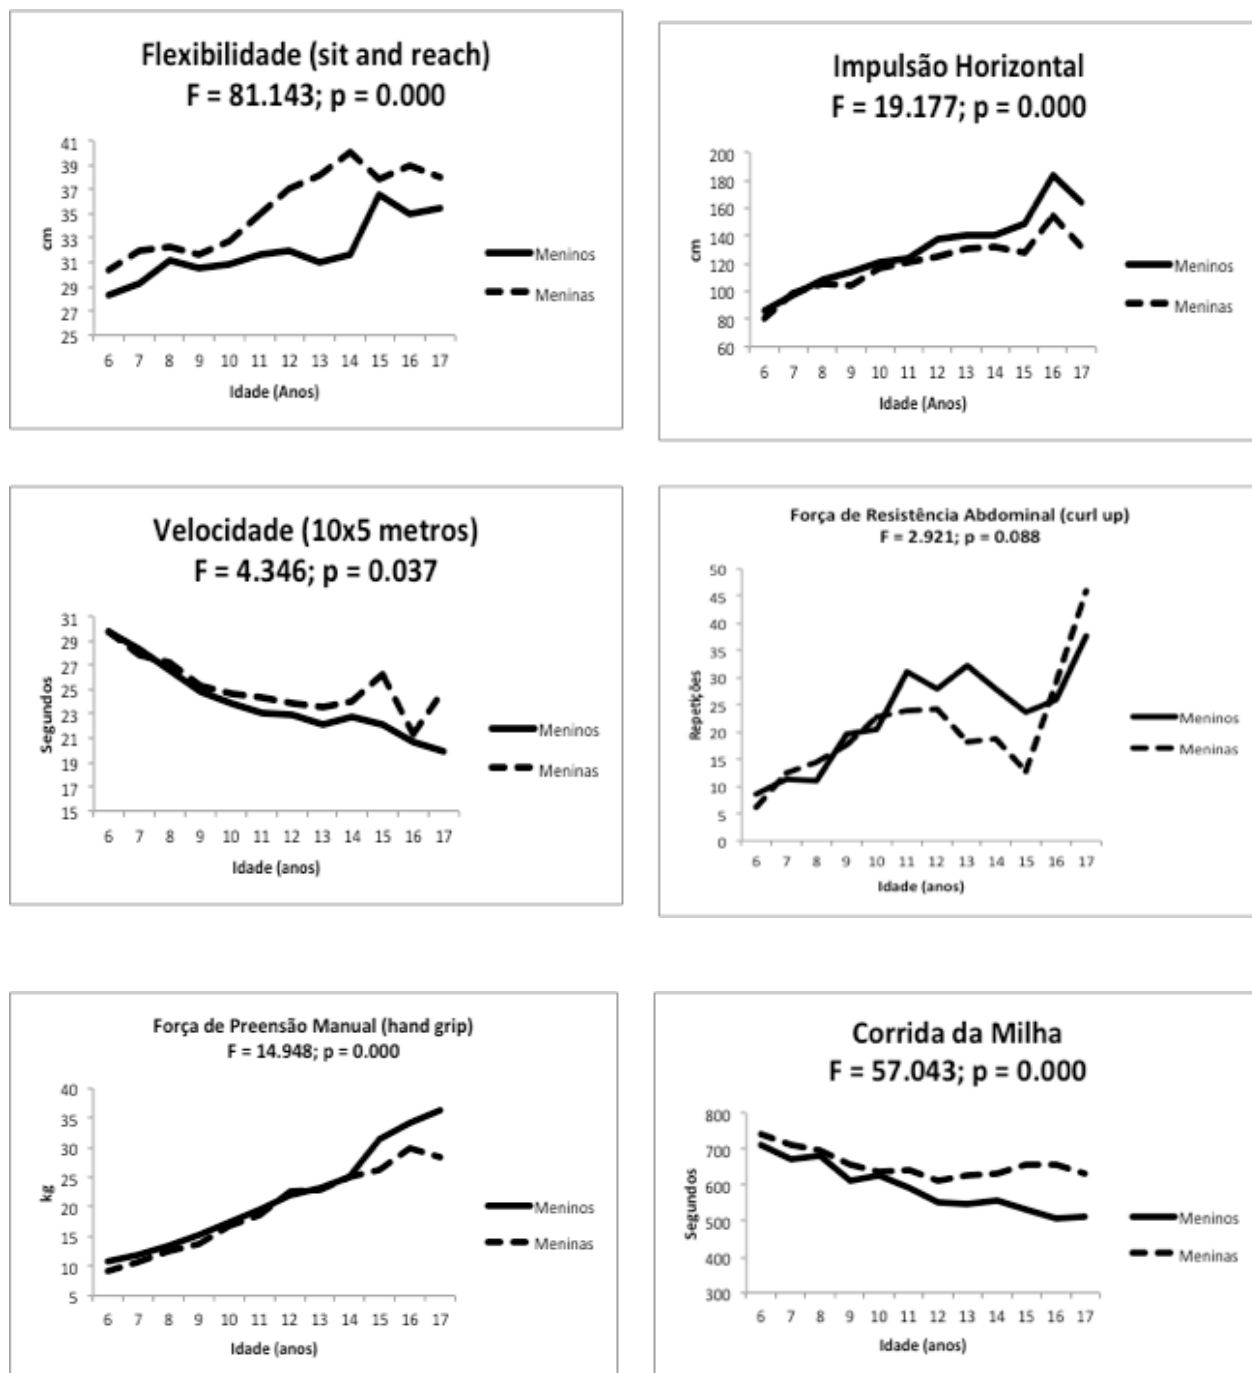 Flexibilidade (sit and reach)
F = 81.143; p = 0.000
41
39
37
35
33
31
29
27
25
cm
6 7 8 9 10 11 12 13 14 15 16 17
Idade (Anos)
Meninos
Meninas
Impulsão Horizontal
F = 19.177; p = 0.000
200
180
160
140
120
100
80
60
cm
6 7 8 9 10 11 12 13 14 15 16 17
Idade (Anos)
Meninos
Meninas
Velocidade (10x5 metros)
F = 4.346; p = 0.037
31
29
27
25
23
21
19
17
15
Segundos
6 7 8 9 10 11 12 13 14 15 16 17
Idade (anos)
Meninos
Meninas
Força de Resistência Abdominal (curl up)
F = 2.921; p = 0.088
50
45
40
35
30
25
20
15
10
5
0
Repetições
6 7 8 9 10 11 12 13 14 15 16 17
Idade (anos)
Meninos
Meninas
Força de Preensão Manual (hand grip)
F = 14.948; p = 0.000
40
35
30
25
20
15
10
5
kg
6 7 8 9 10 11 12 13 14 15 16 17
Idade (anos)
Meninos
Meninas
Corrida da Milha
F = 57.043; p = 0.000
800
700
600
500
400
300
Segundos
6 7 8 9 10 11 12 13 14 15 16 17
Idade (anos)
Meninos
Meninas